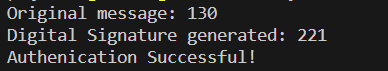 Original message: 130
Digital Signature generated: 221
Authenication Successful!